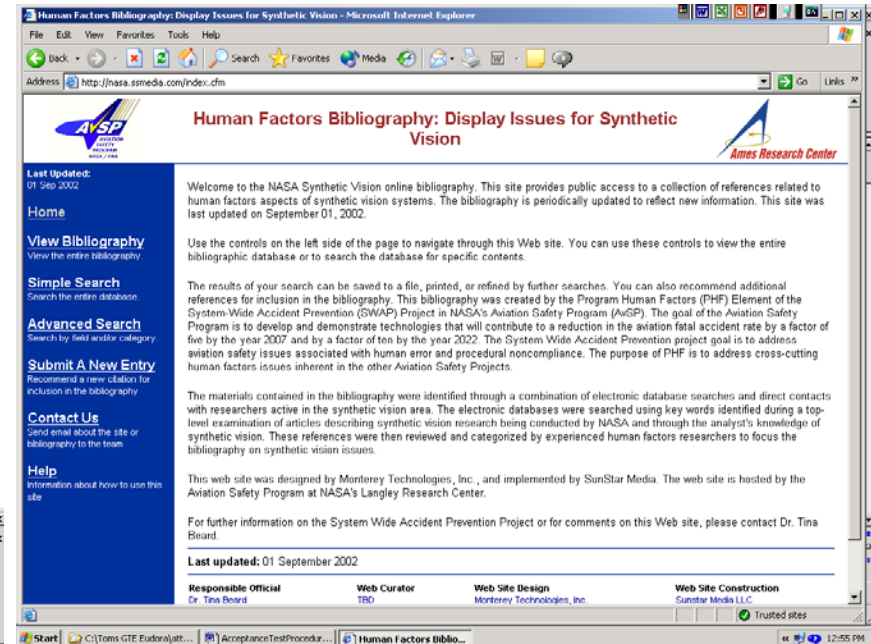 Human Factors Bibliography: Display Issues for Synthetic Vision - Microsoft Internet Explorer
File Edit View Favorites Tools Help
Back Search Favorites Media
Address http://nasa.ssmedia.com/index.cfm Go Links »
AvSP
AVIATION
SAFETY
PROGRAM
NASA / FAA
Human Factors Bibliography: Display Issues for Synthetic
Vision
Ames Research Center
Last Updated:
01 Sep 2002
Home
View Bibliography
View the entire bibliography.
Simple Search
Search the entire database.
Advanced Search
Search by field and/or category.
Submit A New Entry
Recommend a new citation for
inclusion in the bibliography
Contact Us
Send email about the site or
bibliography to the team
Help
Information about how to use this
site
Welcome to the NASA Synthetic Vision online bibliography. This site provides public access to a collection of references related to
human factors aspects of synthetic vision systems. The bibliography is periodically updated to reflect new information. This site was
last updated on September 01, 2002.
Use the controls on the left side of the page to navigate through this Web site. You can use these controls to view the entire
bibliographic database or to search the database for specific contents.
The results of your search can be saved to a file, printed, or refined by further searches. You can also recommend additional
references for inclusion in the bibliography. This bibliography was created by the Program Human Factors (PHF) Element of the
System-Wide Accident Prevention (SWAP) Project in NASA's Aviation Safety Program (AvSP). The goal of the Aviation Safety
Program is to develop and demonstrate technologies that will contribute to a reduction in the aviation fatal accident rate by a factor of
five by the year 2007 and by a factor of ten by the year 2022. The System Wide Accident Prevention project goal is to address
aviation safety issues associated with human error and procedural noncompliance. The purpose of PHF is to address cross-cutting
human factors issues inherent in the other Aviation Safety Projects.
The materials contained in the bibliography were identified through a combination of electronic database searches and direct contacts
with researchers active in the synthetic vision area. The electronic databases were searched using key words identified during a top-
level examination of articles describing synthetic vision research being conducted by NASA and through the analyst's knowledge of
synthetic vision. These references were then reviewed and categorized by experienced human factors researchers to focus the
bibliography on synthetic vision issues.
This web site was designed by Monterey Technologies, Inc., and implemented by SunStar Media. The web site is hosted by the
Aviation Safety Program at NASA's Langley Research Center.
For further information on the System Wide Accident Prevention Project or for comments on this Web site, please contact Dr. Tina
Beard.
Last updated: 01 September 2002
Responsible Official Web Curator Web Site Design Web Site Construction
Dr. Tina Beard TBD Monterey Technologies, Inc. Sunstar Media LLC
Trusted sites
Start C:\Toms GTE Eudora\att... AcceptanceTestProcedur... Human Factors Biblio... « 12:55 PM